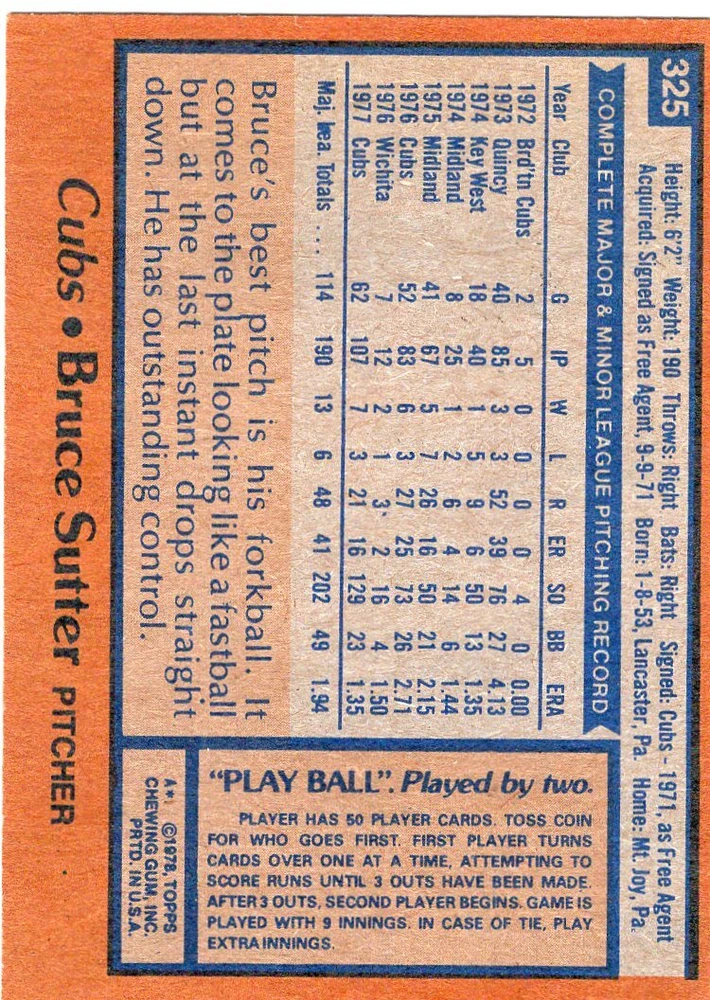 325
Height: 6'2" Weight: 190 Throws: Right Bats: Right Signed: Cubs - 1971, as Free Agent
Acquired: Signed as Free Agent, 9-9-71 Born: 1-8-53, Lancaster, Pa. Home: Mt. Joy, Pa.
COMPLETE MAJOR & MINOR LEAGUE PITCHING RECORD
Year Club G IP W L R ER SO BB ERA
1972 Brd'tn Cubs 2 5 0 0 0 0 4 0 0.00
1973 Quincy 40 85 3 3 52 39 76 27 4.13
1974 Key West 18 40 1 5 9 6 50 13 1.35
1974 Midland 8 25 1 2 6 4 14 6 1.44
1975 Midland 41 67 5 7 26 16 50 21 2.15
1976 Cubs 52 83 6 3 27 25 73 26 2.71
1976 Wichita 7 12 2 1 3 2 16 4 1.50
1977 Cubs 62 107 7 3 21 16 129 23 1.35
Maj. Lea. Totals .... 114 190 13 6 48 41 202 49 1.94
Bruce's best pitch is his forkball. It
comes to the plate looking like a fastball
but at the last instant drops straight
down. He has outstanding control.
"PLAY BALL". Played by two.
PLAYER HAS 50 PLAYER CARDS. TOSS COIN
FOR WHO GOES FIRST. FIRST PLAYER TURNS
CARDS OVER ONE AT A TIME, ATTEMPTING TO
SCORE RUNS UNTIL 3 OUTS HAVE BEEN MADE.
AFTER 3 OUTS, SECOND PLAYER BEGINS. GAME IS
PLAYED WITH 9 INNINGS. IN CASE OF TIE, PLAY
EXTRA INNINGS.
A* ©1978, TOPPS
CHEWING GUM, INC.
PRTD. IN U.S.A.
Cubs • Bruce Sutter PITCHER